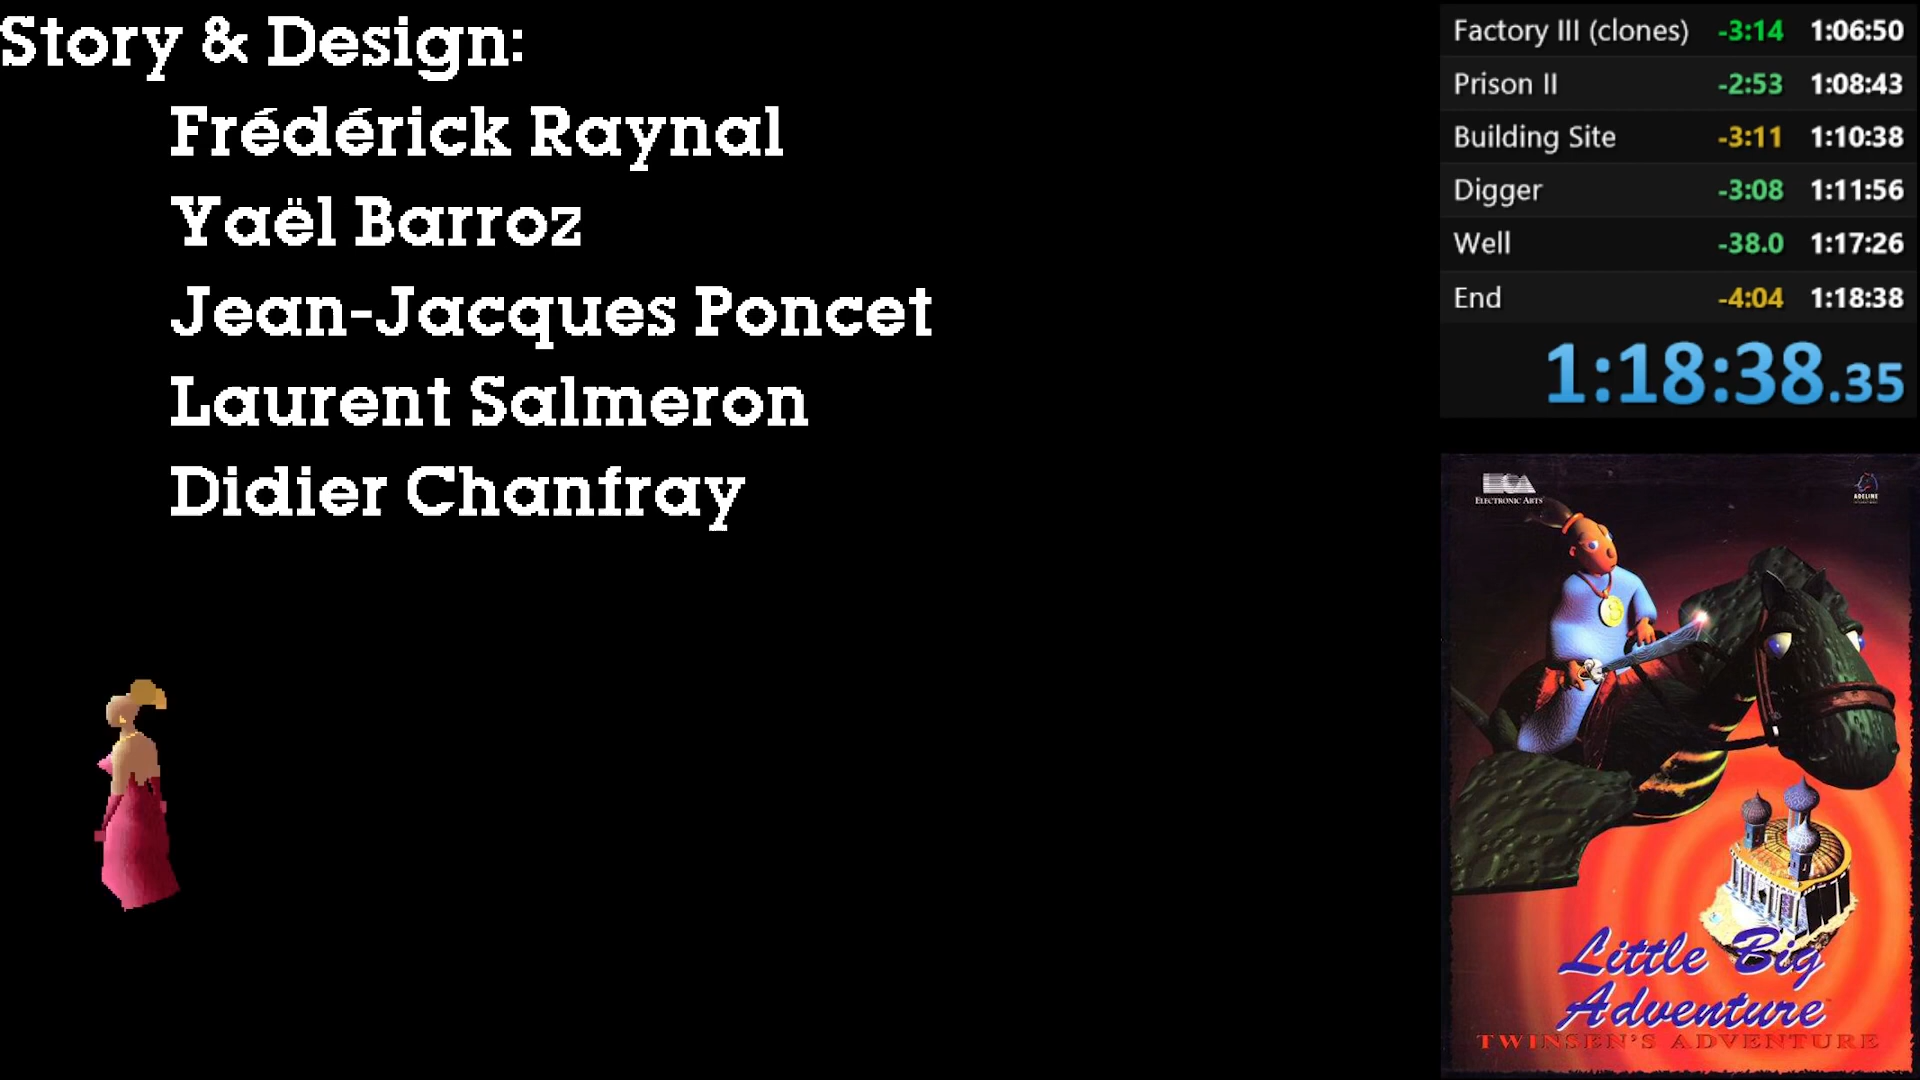 Story & Design:
Frédérick Raynal
Yaël Barroz
Jean-Jacques Poncet
Laurent Salmeron
Didier Chanfray
Factory III (clones) -3:14 1:06:50
Prison II -2:53 1:08:43
Building Site -3:11 1:10:38
Digger -3:08 1:11:56
Well -38.0 1:17:26
End -4:04 1:18:38
1:18:38.35
ELECTRONIC ARTS
ADELINE
Little Big
Adventure
TWINSEN'S ADVENTURE